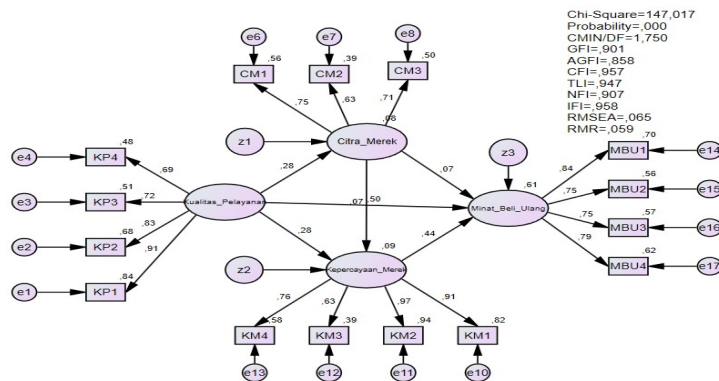 Chi-Square=147,017
Probability=,000
CMIN/DF=1,750
GFI=,901
AGFI=,858
CFI=,957
TLI=,947
NFI=,907
IFI=,958
RMSEA=,065
RMR=,059
e6
e7
e8
,56
,39
,50
CM1
CM2
CM3
,75
,63
,71
,08
z1
Citra_Merek
z3
,70
MBU1
e14
e4
,48
KP4
,69
,28
,07
,84
,61
,56
MBU2
e15
e3
,51
KP3
,72
Kualitas_Pelayanan
,07
,50
Minat_Beli_Ulang
,75
,57
MBU3
e16
e2
,68
KP2
,83
,28
,44
,75
,79
,62
MBU4
e17
e1
,84
KP1
,91
z2
,09
Kepercayaan_Merek
,76
,63
,97
,91
,58
,39
,94
,82
KM4
KM3
KM2
KM1
e13
e12
e11
e10